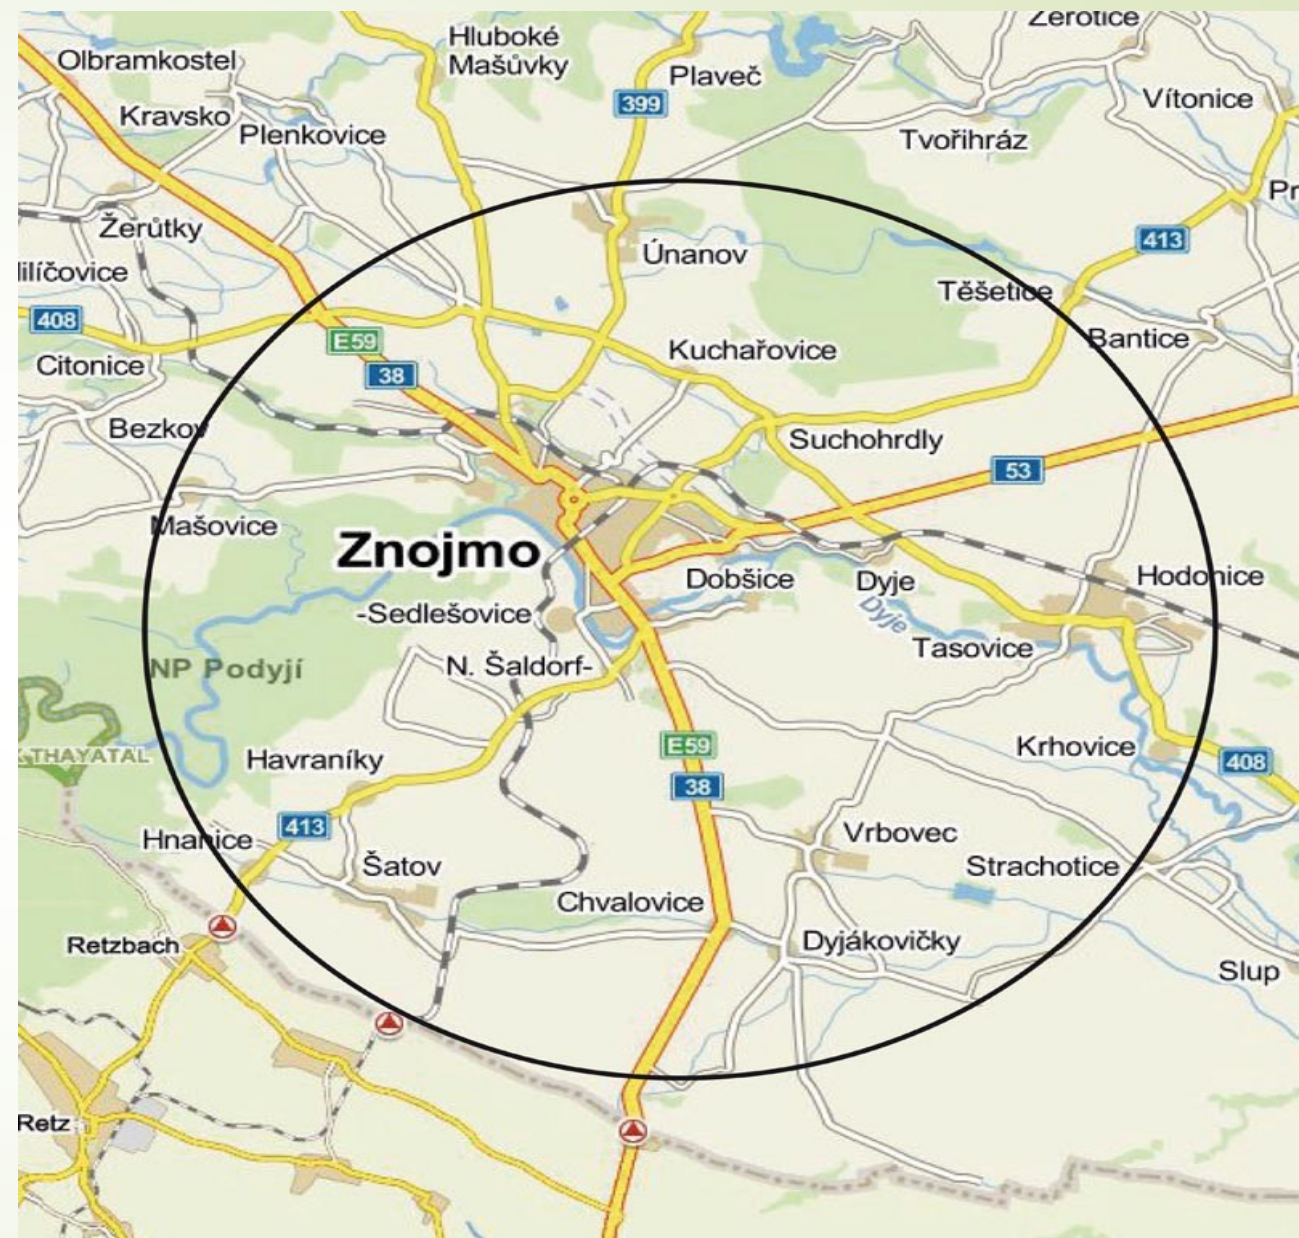 Žerotice
Hluboké
Mašůvky
Olbramkostel
Plaveč
399
Vítonice
Kravsko
Plenkovice
Tvořihráz
Pr
Žerůtky
413
Únanov
ilíčovice
Těšetice
408
E59
Bantice
Citonice
38
Kuchařovice
Bezkov
Suchohrdly
53
Mašovice
Znojmo
Dobšice
Dyje
Hodonice
-Sedlešovice
Dyje
Tasovice
NP Podyjí
N. Šaldorf-
E59
Krhovice
THAYATAL
Havraníky
408
38
413
Hnanice
Vrbovec
Šatov
Strachotice
Chvalovice
Retzbach
Dyjákovičky
Slup
Retz